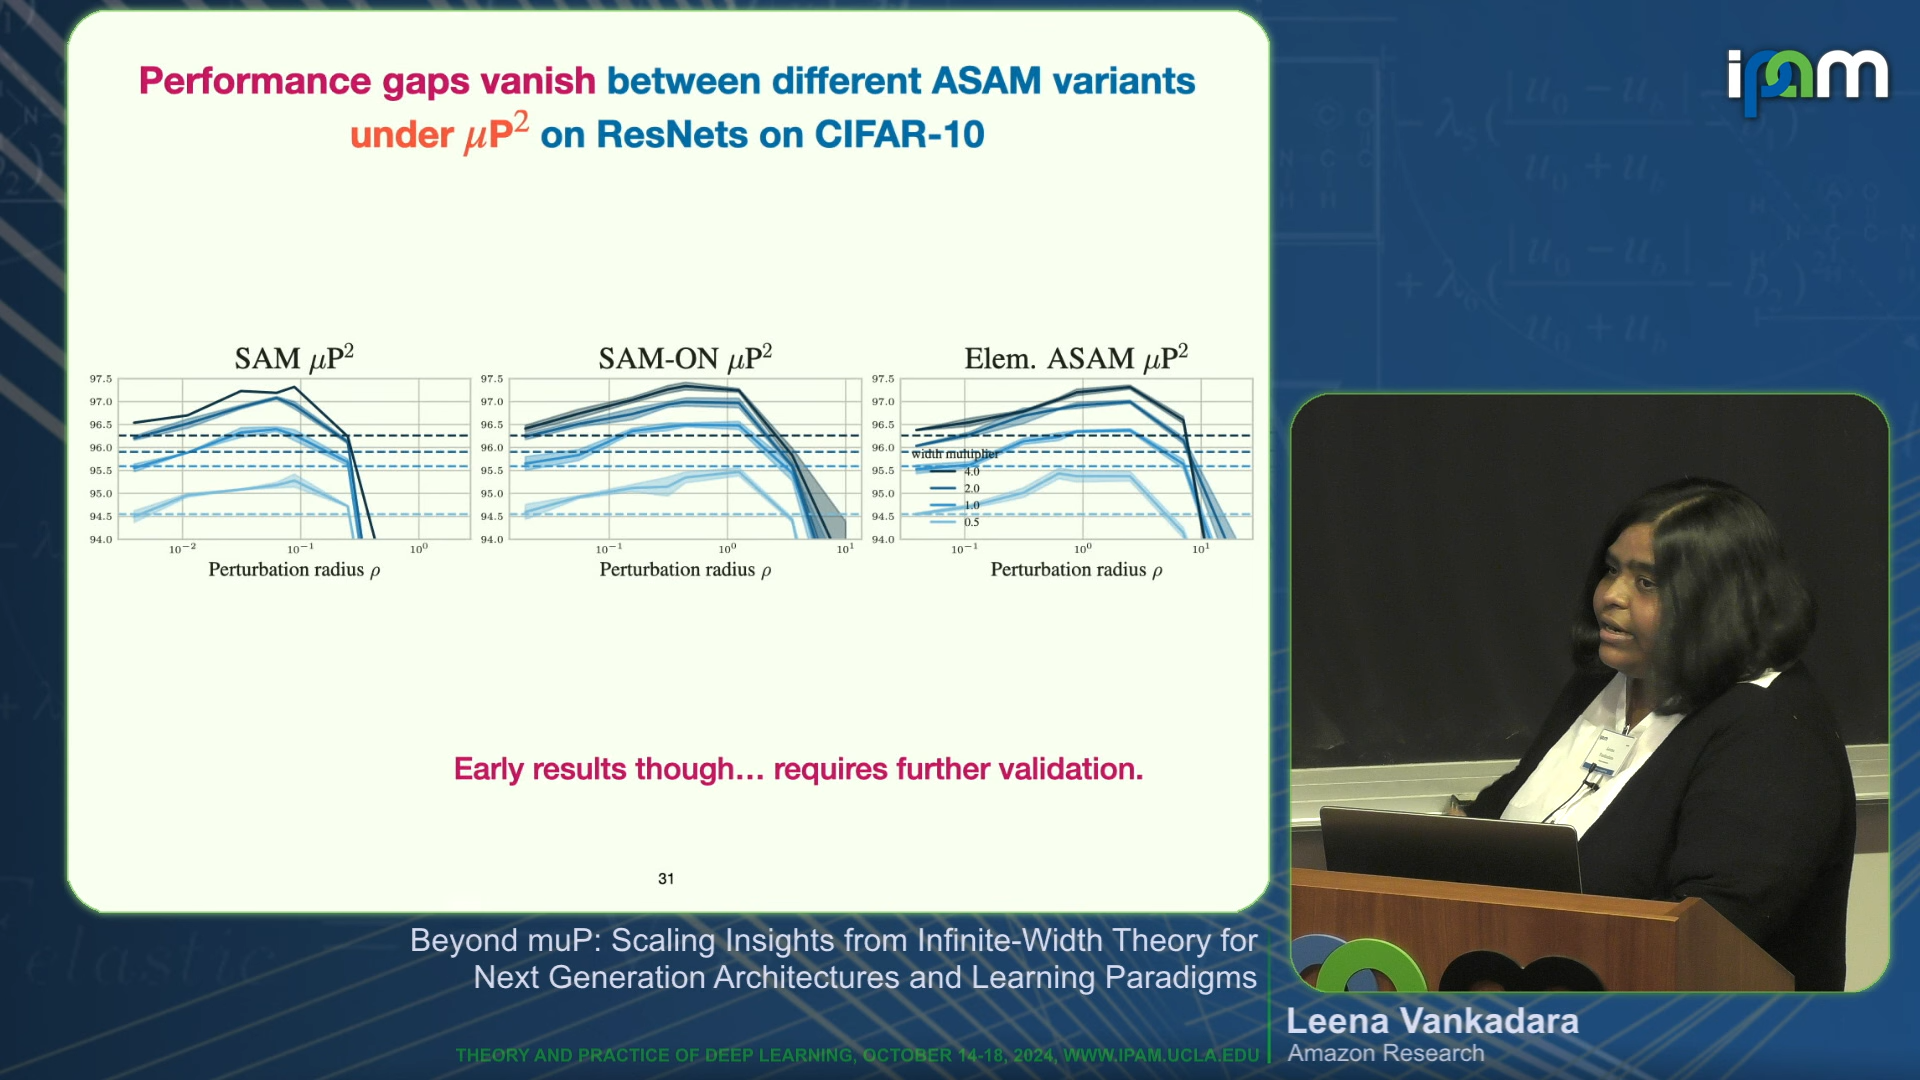 Performance gaps vanish between different ASAM variants
under μP² on ResNets on CIFAR-10
SAM μP²
97.5
97.0
96.5
96.0
95.5
95.0
94.5
94.0
10⁻²
10⁻¹
10⁰
Perturbation radius ρ
SAM-ON μP²
97.5
97.0
96.5
96.0
95.5
95.0
94.5
94.0
10⁻¹
10⁰
10¹
Perturbation radius ρ
Elem. ASAM μP²
97.5
97.0
96.5
96.0
95.5
95.0
94.5
94.0
width multiplier
4.0
2.0
1.0
0.5
10⁻¹
10⁰
10¹
Perturbation radius ρ
Early results though... requires further validation.
31
ipam
Beyond muP: Scaling Insights from Infinite-Width Theory for
Next Generation Architectures and Learning Paradigms
THEORY AND PRACTICE OF DEEP LEARNING, OCTOBER 14-18, 2024, WWW.IPAM.UCLA.EDU
Leena Vankadara
Amazon Research